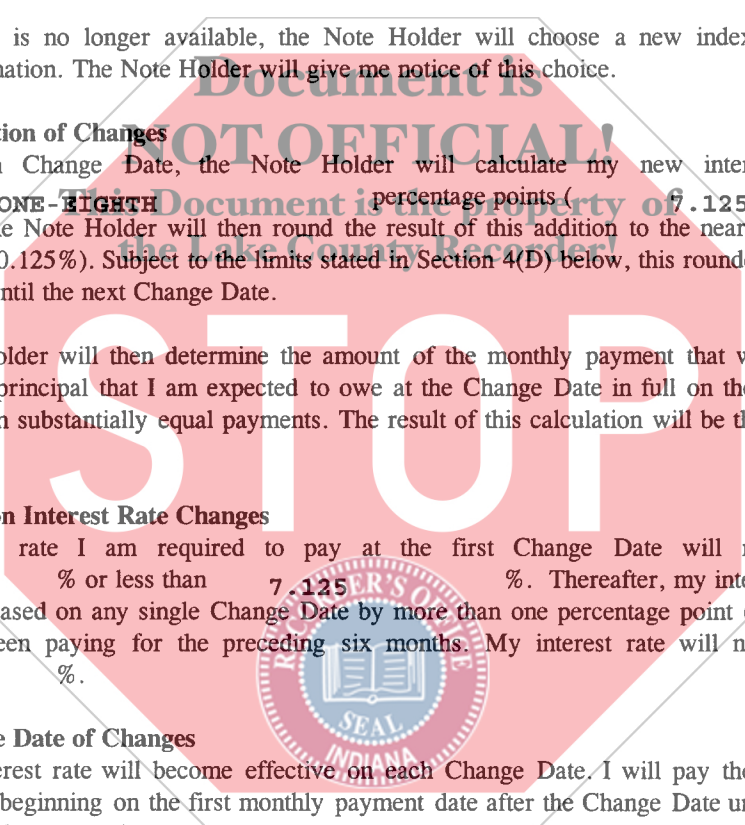 is no longer available, the Note Holder will choose a new index
mation. The Note Holder will give me notice of this choice.
Document is
tion of Changes
NOT OFFICIAL!
Change Date, the Note Holder will calculate my new inter
ONE-EIGHTH percentage points ( 7.125
This Document is the property of
e Note Holder will then round the result of this addition to the near
the Lake County Recorder!
0.125%). Subject to the limits stated in Section 4(D) below, this round
ntil the next Change Date.
older will then determine the amount of the monthly payment that w
principal that I am expected to owe at the Change Date in full on the
n substantially equal payments. The result of this calculation will be th
STOP
on Interest Rate Changes
rate I am required to pay at the first Change Date will
% or less than 7.125 %. Thereafter, my inte
ased on any single Change Date by more than one percentage point
een paying for the preceding six months. My interest rate will n
%.
RECORDER'S OFFICE
SEAL
INDIANA
e Date of Changes
erest rate will become effective on each Change Date. I will pay the
beginning on the first monthly payment date after the Change Date un